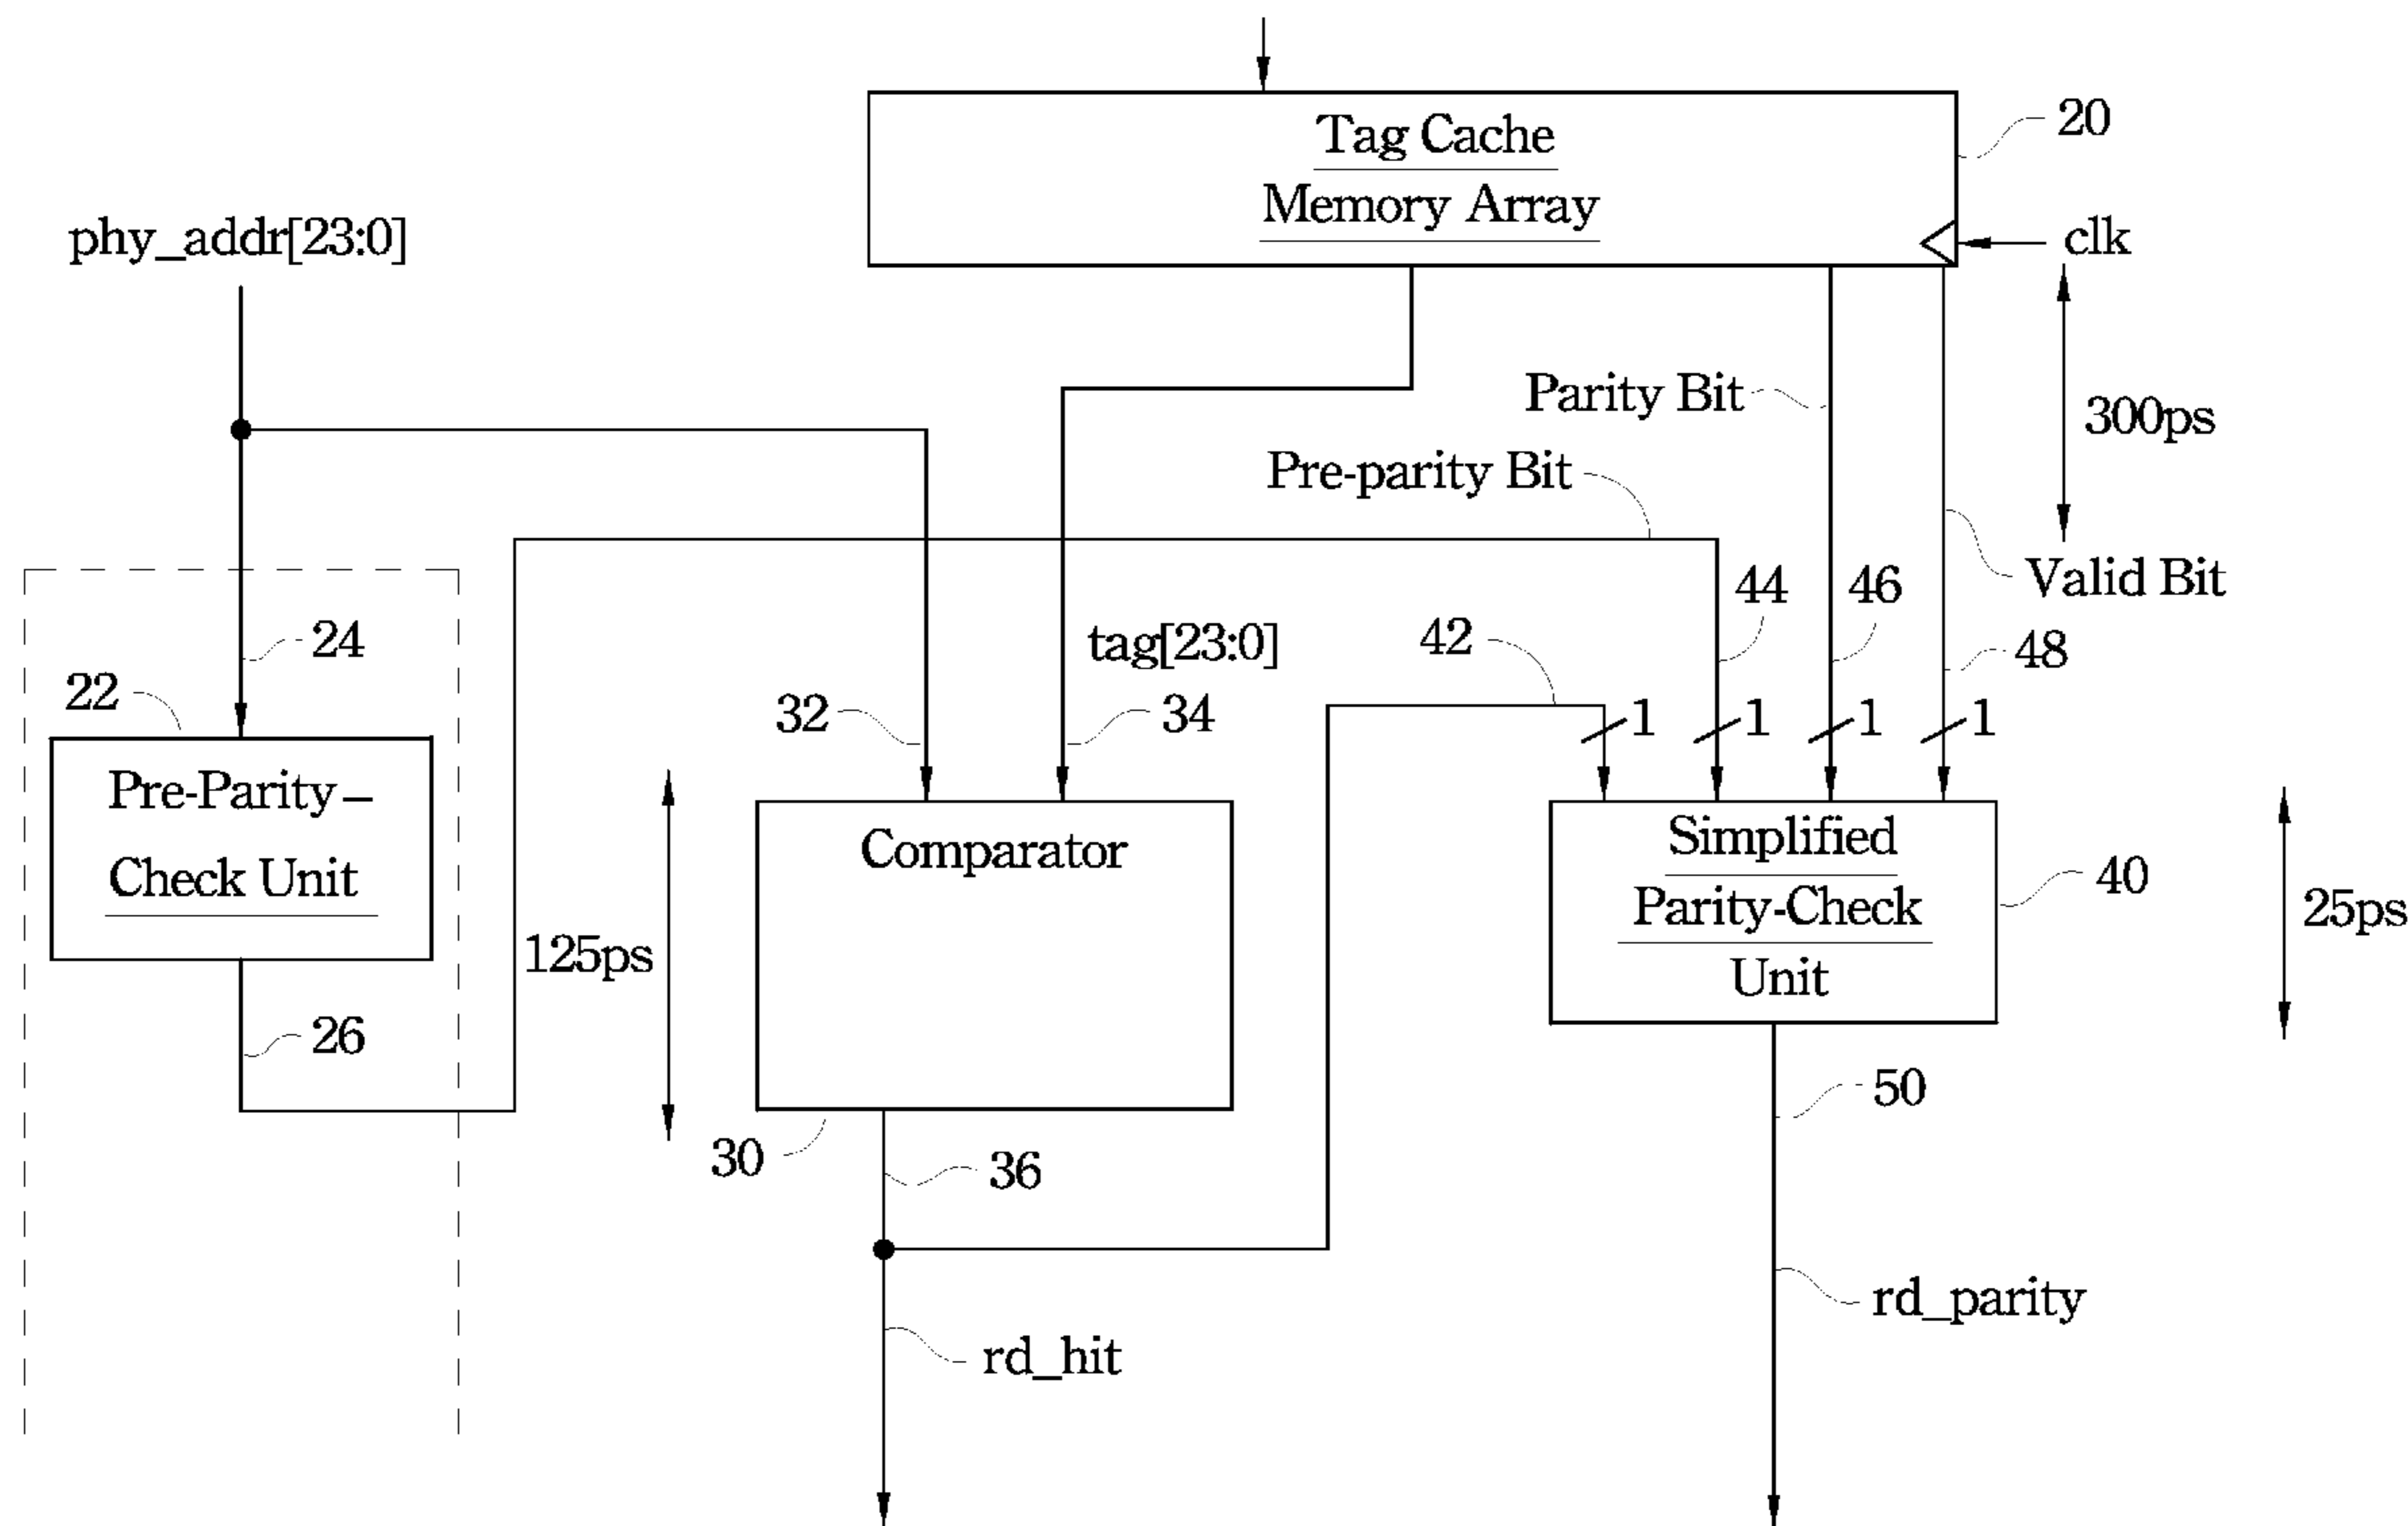 Tag Cache
Memory Array
20
phy_addr[23:0]
clk
Parity Bit
300ps
Pre-parity Bit
44
46
Valid Bit
24
tag[23:0]
42
48
22
32
34
1
1
1
1
Pre-Parity–
Check Unit
Comparator
Simplified
Parity-Check
Unit
40
25ps
125ps
26
50
30
36
rd_parity
rd_hit